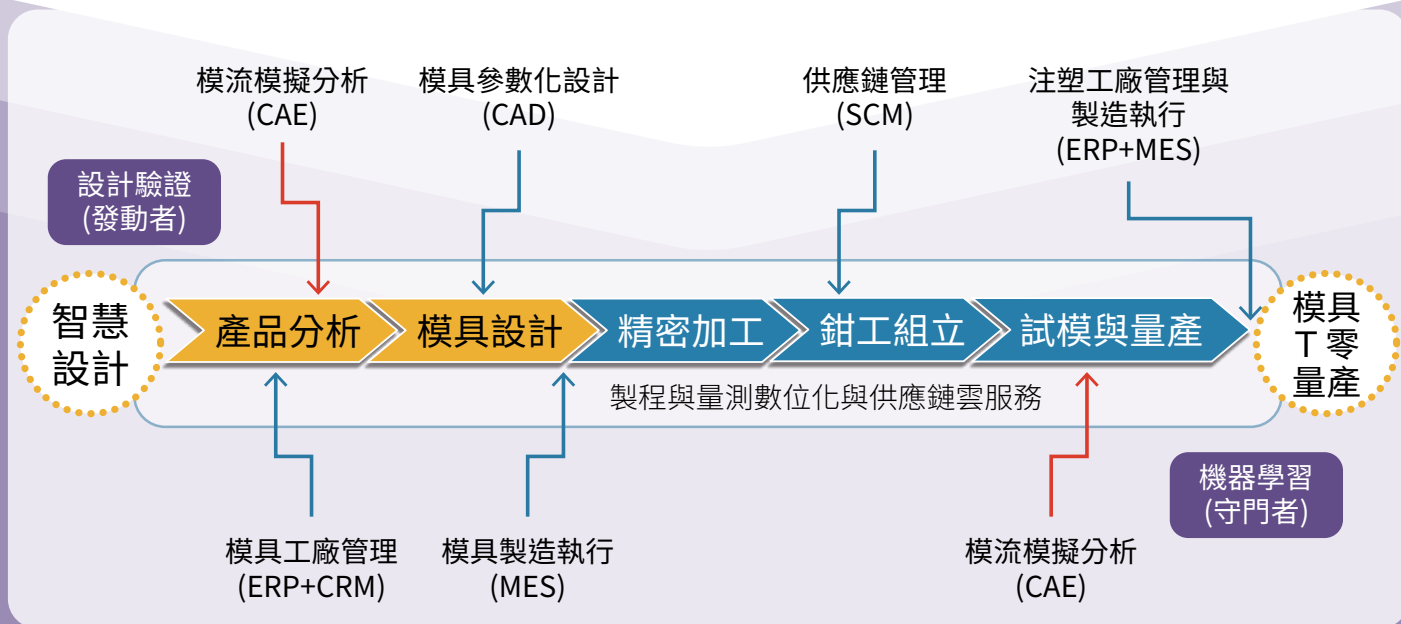 模流模擬分析
(CAE)
模具參數化設計
(CAD)
供應鏈管理
(SCM)
注塑工廠管理與
製造執行
(ERP+MES)
設計驗證
(發動者)
智慧
設計
產品分析
模具設計
精密加工
鉗工組立
試模與量產
模具
T零
量產
製程與量測數位化與供應鏈雲服務
機器學習
(守門者)
模具工廠管理
(ERP+CRM)
模具製造執行
(MES)
模流模擬分析
(CAE)